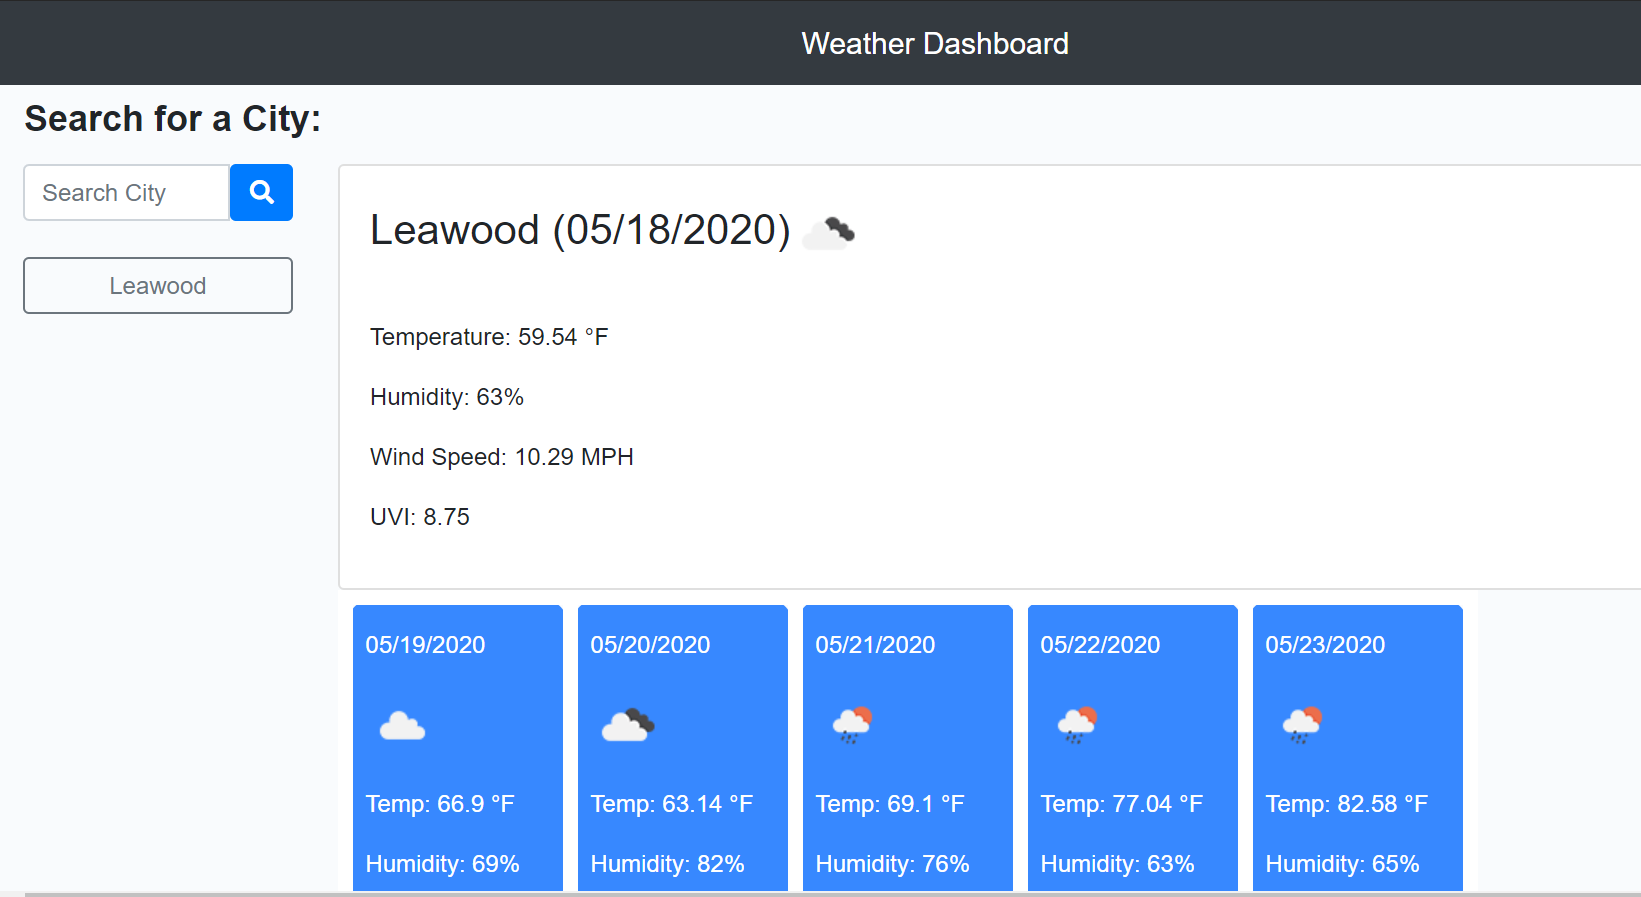 Weather Dashboard
Search for a City:
Search City
Leawood
Leawood (05/18/2020)
Temperature: 59.54 °F
Humidity: 63%
Wind Speed: 10.29 MPH
UVI: 8.75
05/19/2020
Temp: 66.9 °F
Humidity: 69%
05/20/2020
Temp: 63.14 °F
Humidity: 82%
05/21/2020
Temp: 69.1 °F
Humidity: 76%
05/22/2020
Temp: 77.04 °F
Humidity: 63%
05/23/2020
Temp: 82.58 °F
Humidity: 65%